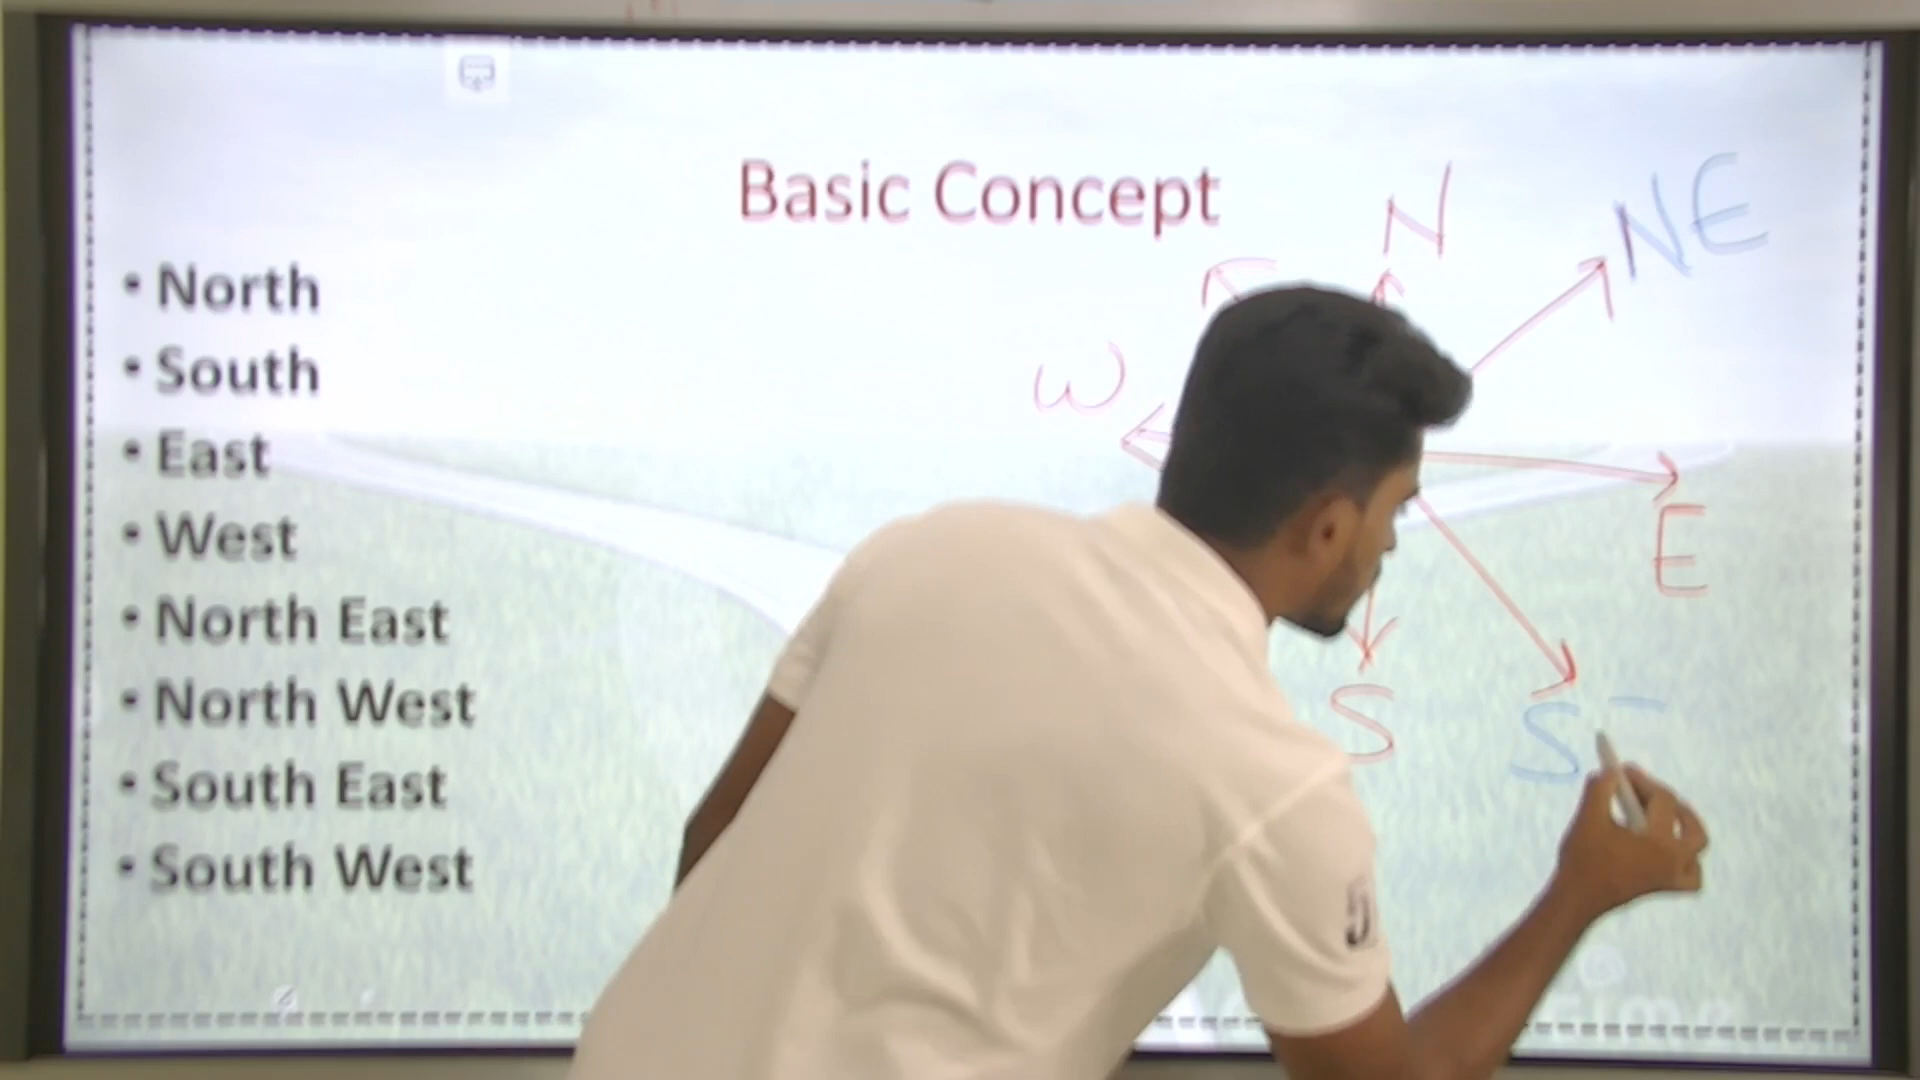 Basic Concept
• North
• South
• East
• West
• North East
• North West
• South East
• South West
N
NE
W
E
S
S